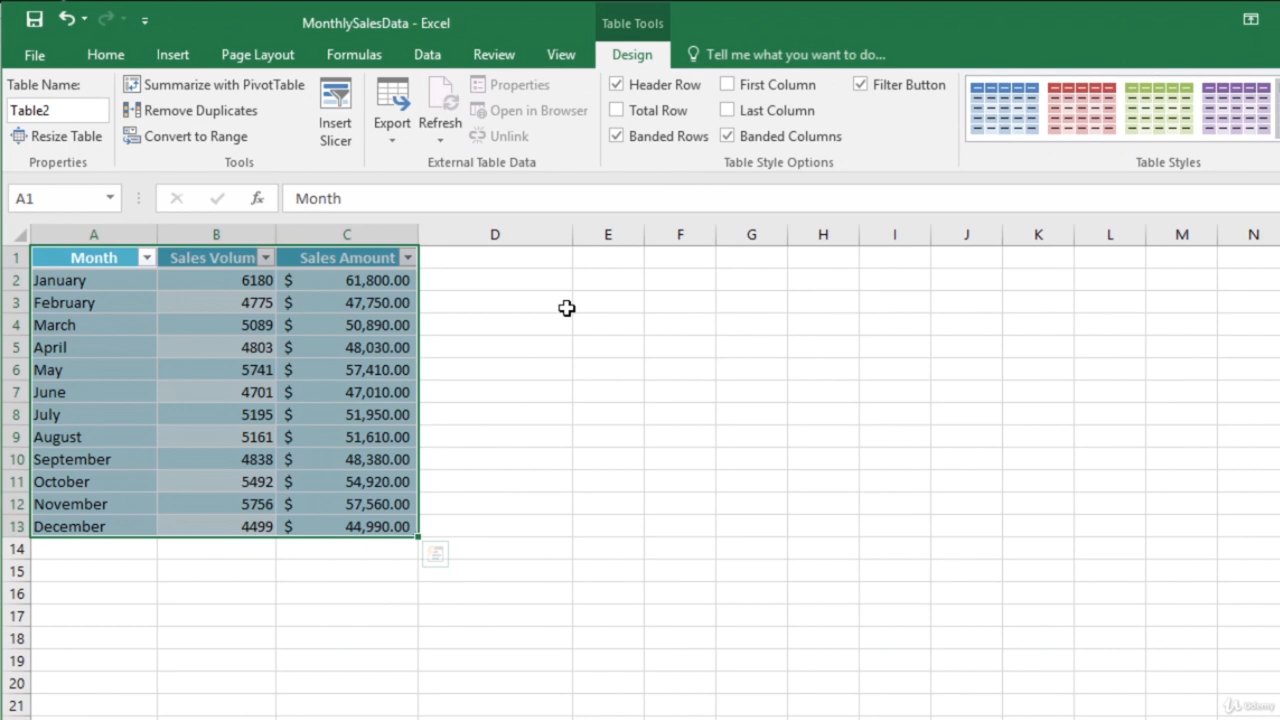 MonthlySalesData - Excel
Table Tools
File Home Insert Page Layout Formulas Data Review View Design Tell me what you want to do...
Table Name: Summarize with PivotTable Properties Header Row First Column Filter Button
Table2 Remove Duplicates Insert Slicer Export Refresh Open in Browser Total Row Last Column
Resize Table Convert to Range Unlink Banded Rows Banded Columns
Properties Tools External Table Data Table Style Options Table Styles
A1 fx Month
A B C D E F G H I J K L M N
1 Month Sales Volum Sales Amount
2 January 6180 $ 61,800.00
3 February 4775 $ 47,750.00
4 March 5089 $ 50,890.00
5 April 4803 $ 48,030.00
6 May 5741 $ 57,410.00
7 June 4701 $ 47,010.00
8 July 5195 $ 51,950.00
9 August 5161 $ 51,610.00
10 September 4838 $ 48,380.00
11 October 5492 $ 54,920.00
12 November 5756 $ 57,560.00
13 December 4499 $ 44,990.00
14
15
16
17
18
19
20
21
Udemy